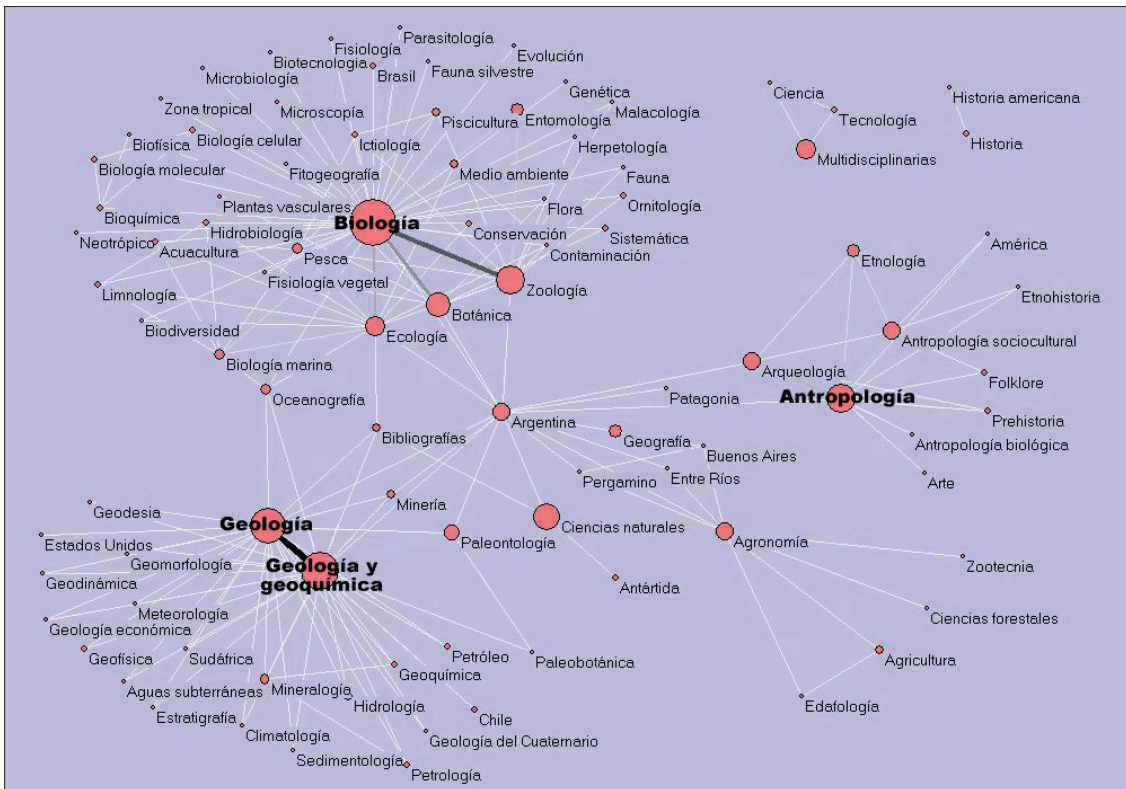 Parasitología
Fisiología
Evolución
Biotecnología
Fauna silvestre
Microbiología
Brasil
Genética
Ciencia
Historia americana
Zona tropical
Microscopía
Piscicultura
Entomología
Malacología
Tecnología
Biofísica
Biología celular
Ictiología
Herpetología
Multidisciplinarias
Historia
Biología molecular
Fitogeografía
Medio ambiente
Fauna
Plantas vasculares
Flora
Ornitología
Bioquímica
Biología
Neotrópico
Hidrobiología
Conservación
Sistemática
América
Acuacultura
Pesca
Contaminación
Etnología
Limnología
Fisiología vegetal
Zoología
Etnohistoria
Biodiversidad
Ecología
Botánica
Antropología sociocultural
Biología marina
Arqueología
Folklore
Oceanografía
Patagonia
Antropología
Argentina
Prehistoria
Bibliografías
Geografía
Antropología biológica
Buenos Aires
Pergamino
Entre Ríos
Arte
Minería
Geodesia
Geología
Ciencias naturales
Estados Unidos
Paleontología
Agronomía
Geomorfología
Geología y
geoquímica
Zootecnia
Geodinámica
Antártida
Meteorología
Ciencias forestales
Geología económica
Geofísica
Sudáfrica
Petróleo
Paleobotánica
Agricultura
Geoquímica
Aguas subterráneas
Mineralogía
Hidrología
Edafología
Estratigrafía
Chile
Climatología
Geología del Cuaternario
Sedimentología
Petrología